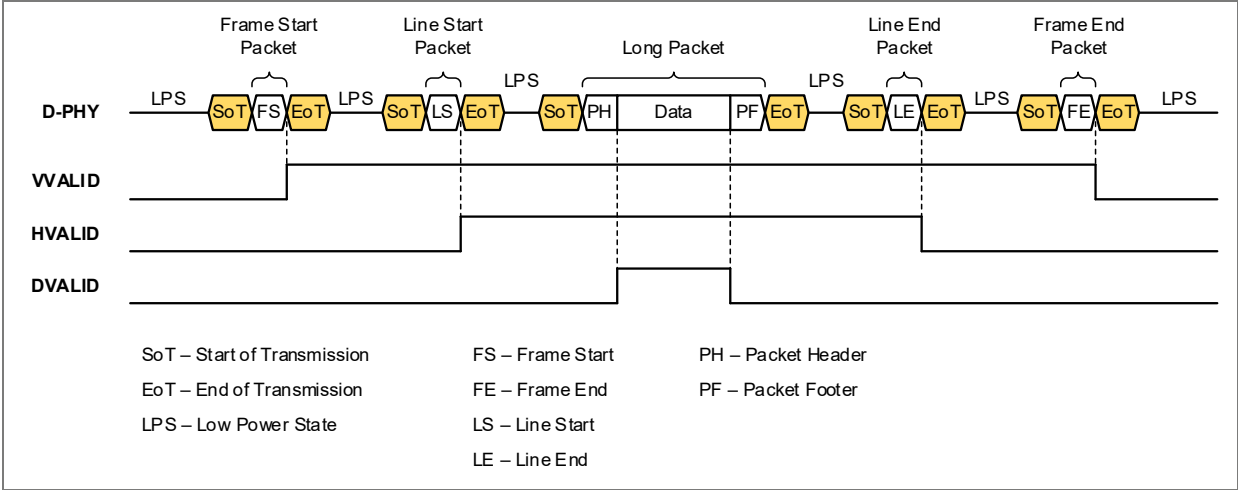 Frame Start
Packet
Line Start
Packet
Long Packet
Line End
Packet
Frame End
Packet
D-PHY
LPS
SoT
FS
EoT
LPS
SoT
LS
EoT
LPS
SoT
PH
Data
PF
EoT
LPS
SoT
LE
EoT
LPS
SoT
FE
EoT
LPS
VVALID
HVALID
DVALID
SoT – Start of Transmission
EoT – End of Transmission
LPS – Low Power State
FS – Frame Start
FE – Frame End
LS – Line Start
LE – Line End
PH – Packet Header
PF – Packet Footer